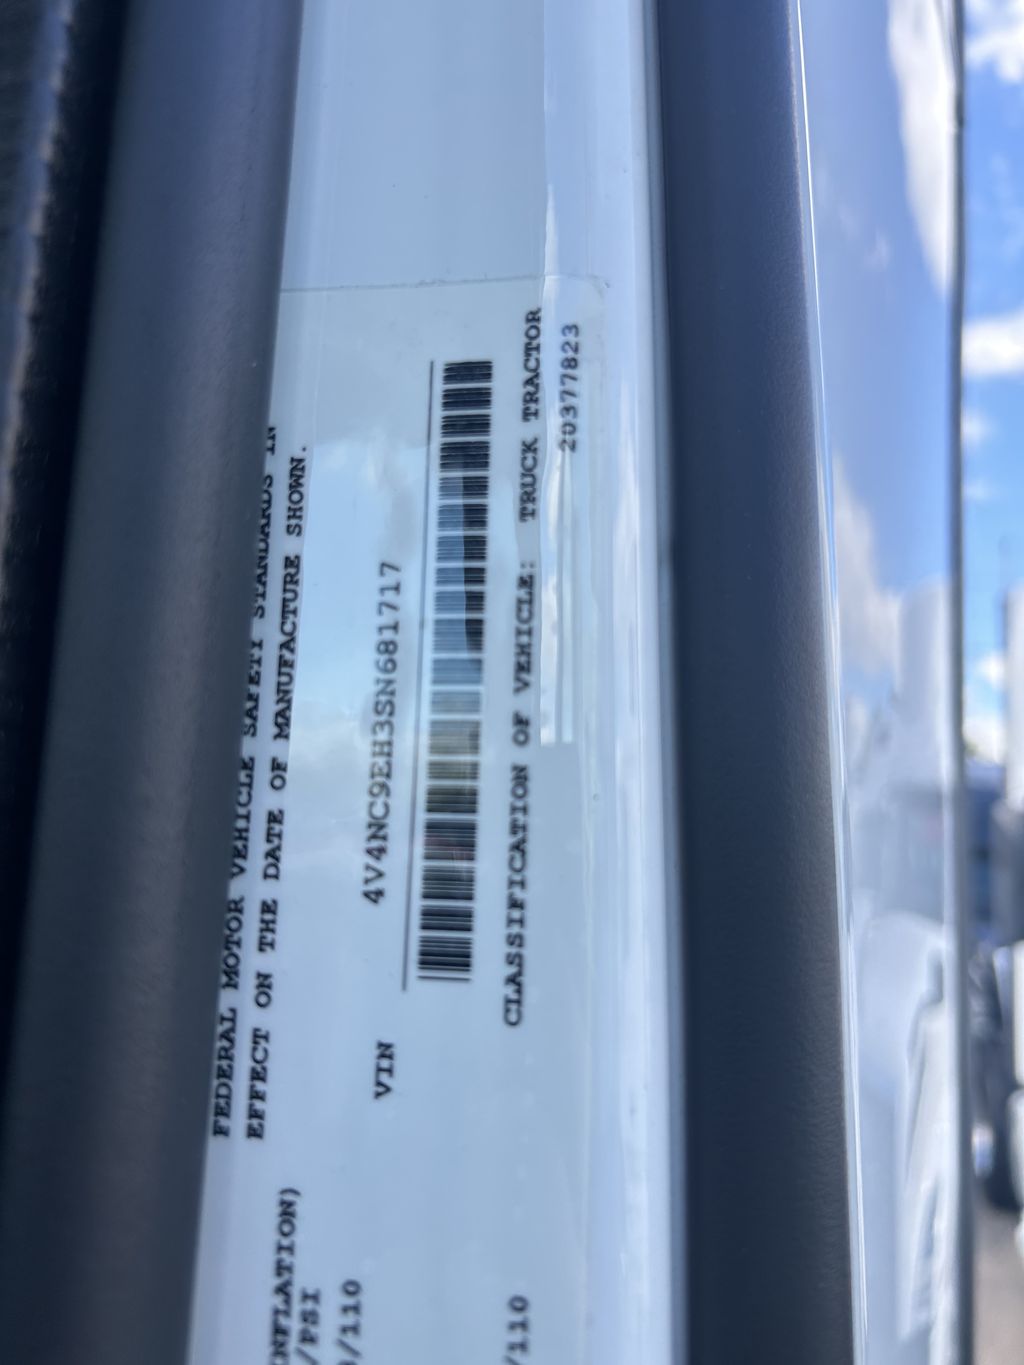 FEDERAL MOTOR VEHICLE SAFETY STANDARDS IN
EFFECT ON THE DATE OF MANUFACTURE SHOWN.
VIN 4V4NC9EH3SN681717
CLASSIFICATION OF VEHICLE: TRUCK TRACTOR
20377823
INFLATION)
/PSI
/110
/110